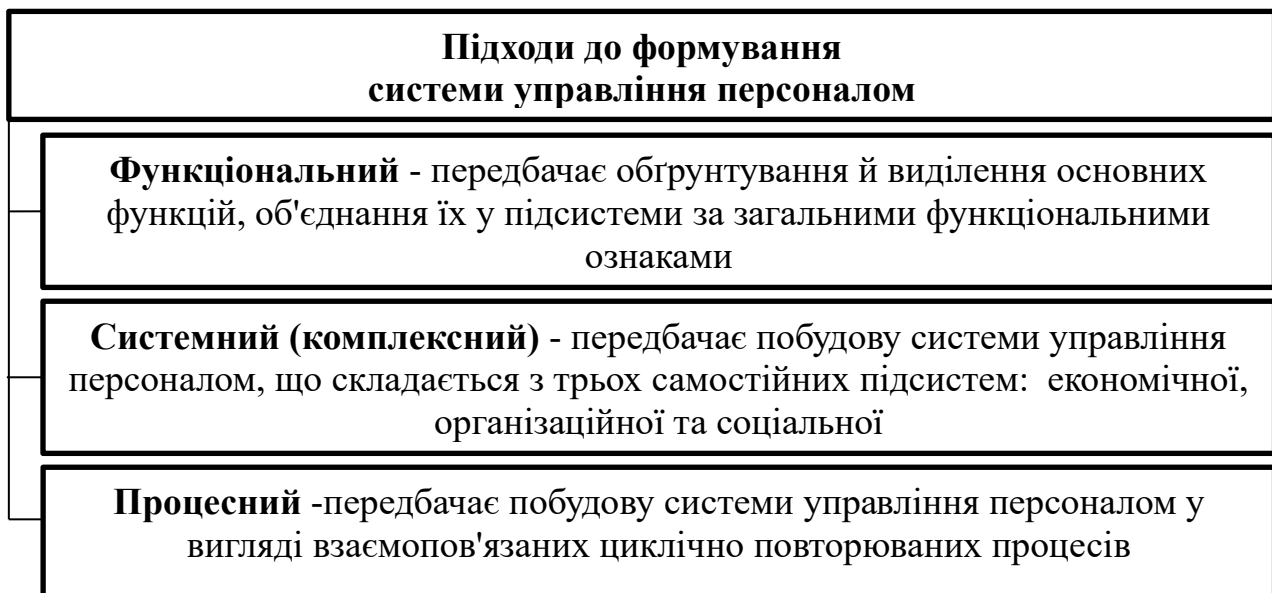 Підходи до формування
системи управління персоналом
Функціональний - передбачає обґрунтування й виділення основних
функцій, об'єднання їх у підсистеми за загальними функціональними
ознаками
Системний (комплексний) - передбачає побудову системи управління
персоналом, що складається з трьох самостійних підсистем:  економічної,
організаційної та соціальної
Процесний -передбачає побудову системи управління персоналом у
вигляді взаємопов'язаних циклічно повторюваних процесів